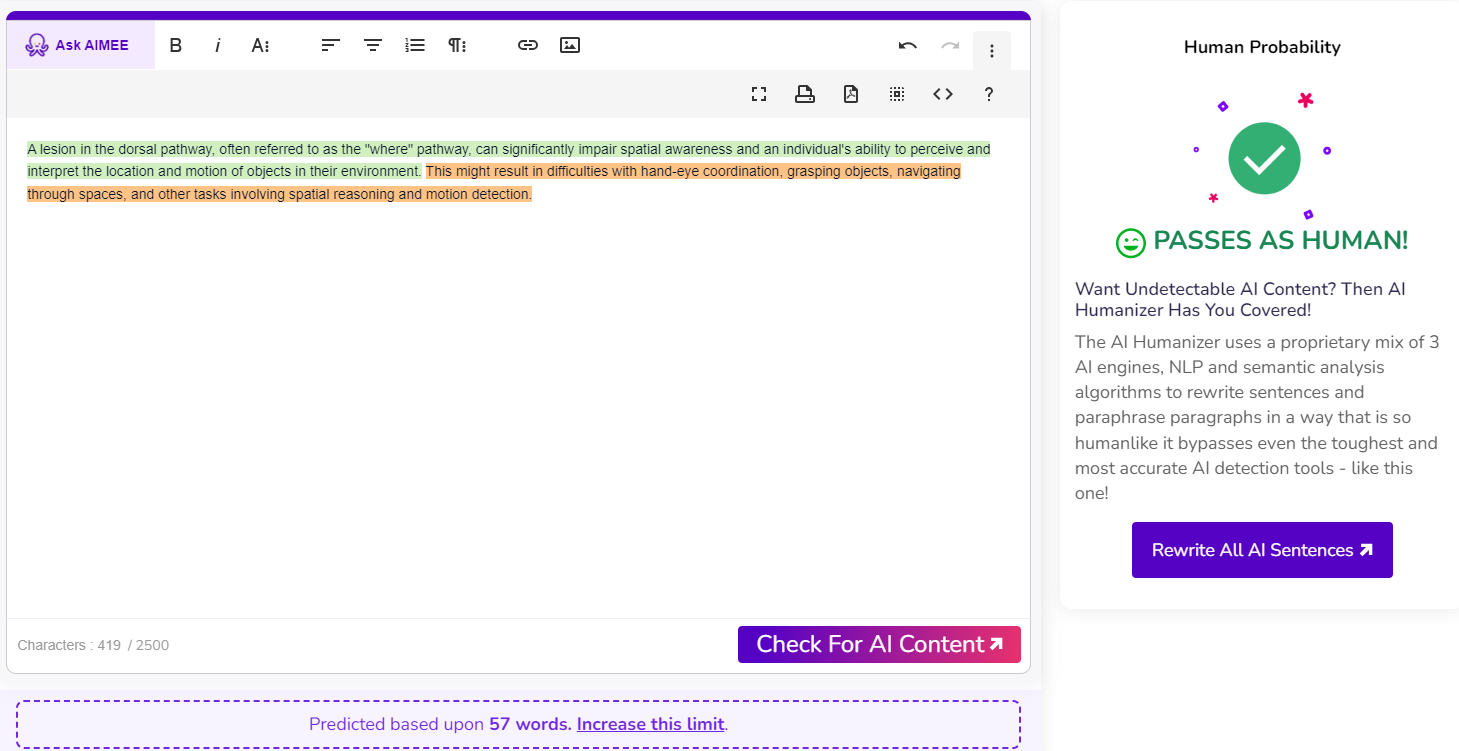 Ask AIMEE
B i A
?
A lesion in the dorsal pathway, often referred to as the "where" pathway, can significantly impair spatial awareness and an individual's ability to perceive and
interpret the location and motion of objects in their environment. This might result in difficulties with hand-eye coordination, grasping objects, navigating
through spaces, and other tasks involving spatial reasoning and motion detection.
Characters : 419 / 2500
Check For AI Content
Predicted based upon 57 words. Increase this limit.
Human Probability
PASSES AS HUMAN!
Want Undetectable AI Content? Then AI
Humanizer Has You Covered!
The AI Humanizer uses a proprietary mix of 3
AI engines, NLP and semantic analysis
algorithms to rewrite sentences and
paraphrase paragraphs in a way that is so
humanlike it bypasses even the toughest and
most accurate AI detection tools - like this
one!
Rewrite All AI Sentences